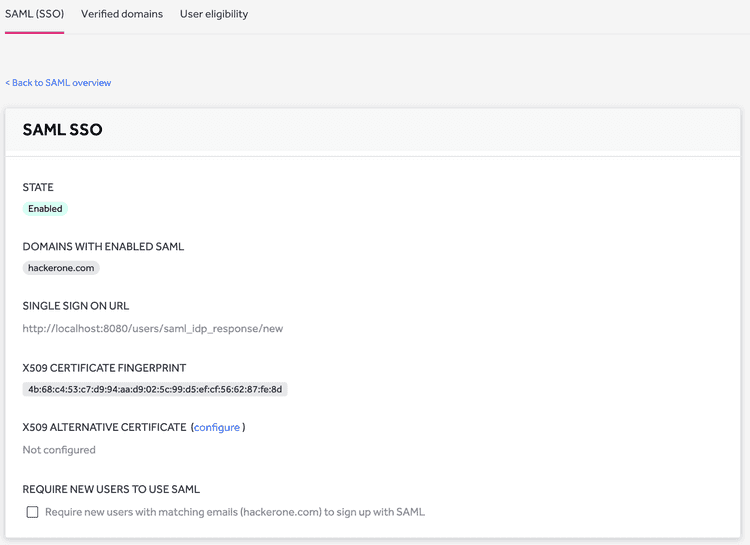 SAML (SSO) Verified domains User eligibility
< Back to SAML overview
SAML SSO
STATE
Enabled
DOMAINS WITH ENABLED SAML
hackerone.com
SINGLE SIGN ON URL
http://localhost:8080/users/saml_idp_response/new
X509 CERTIFICATE FINGERPRINT
4b:68:c4:53:c7:d9:94:aa:d9:02:5c:99:d5:ef:cf:56:62:87:fe:8d
X509 ALTERNATIVE CERTIFICATE (configure )
Not configured
REQUIRE NEW USERS TO USE SAML
Require new users with matching emails (hackerone.com) to sign up with SAML